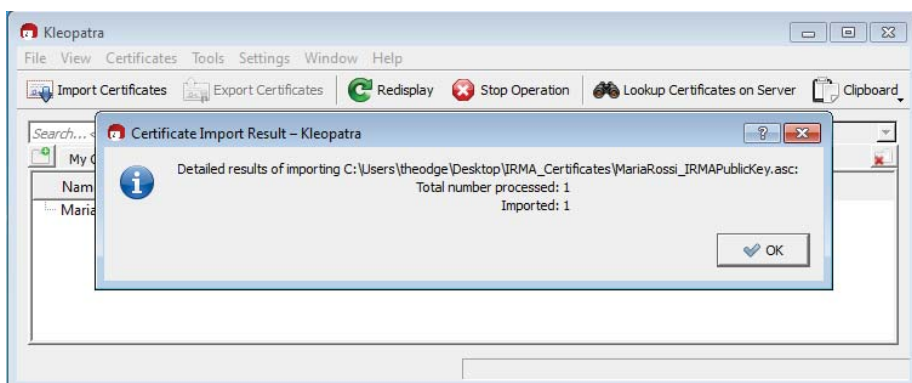 Kleopatra
File View Certificates Tools Settings Window Help
Import Certificates Export Certificates Redisplay Stop Operation Lookup Certificates on Server Clipboard
Search...<
Certificate Import Result – Kleopatra
My
Detailed results of importing C:\Users\theodge\Desktop\IRMA_Certificates\MariaRossi_IRMAPublicKey.asc:
Nam
Total number processed: 1
Maria
Imported: 1
OK